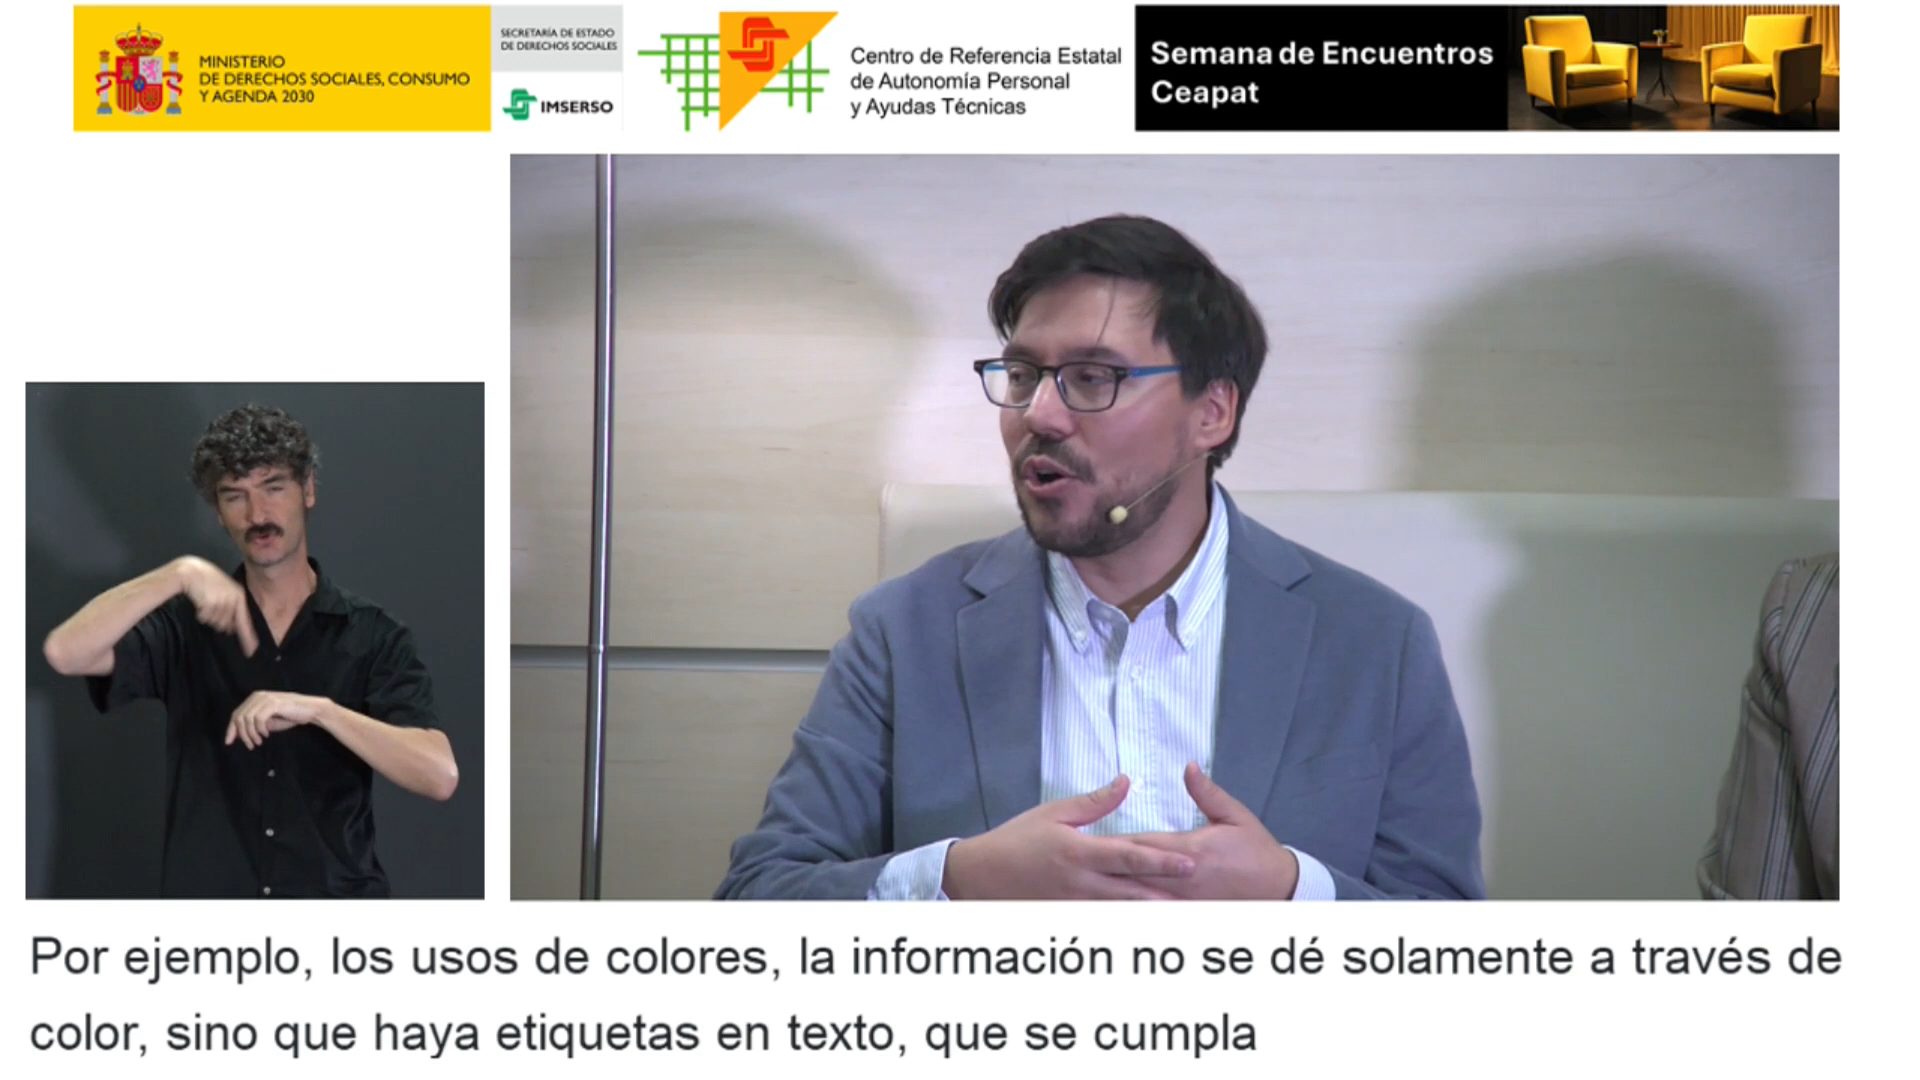 MINISTERIO
DE DERECHOS SOCIALES, CONSUMO
Y AGENDA 2030
SECRETARÍA DE ESTADO
DE DERECHOS SOCIALES
IMSERSO
Centro de Referencia Estatal
de Autonomía Personal
y Ayudas Técnicas
Semana de Encuentros
Ceapat
Por ejemplo, los usos de colores, la información no se dé solamente a través de
color, sino que haya etiquetas en texto, que se cumpla